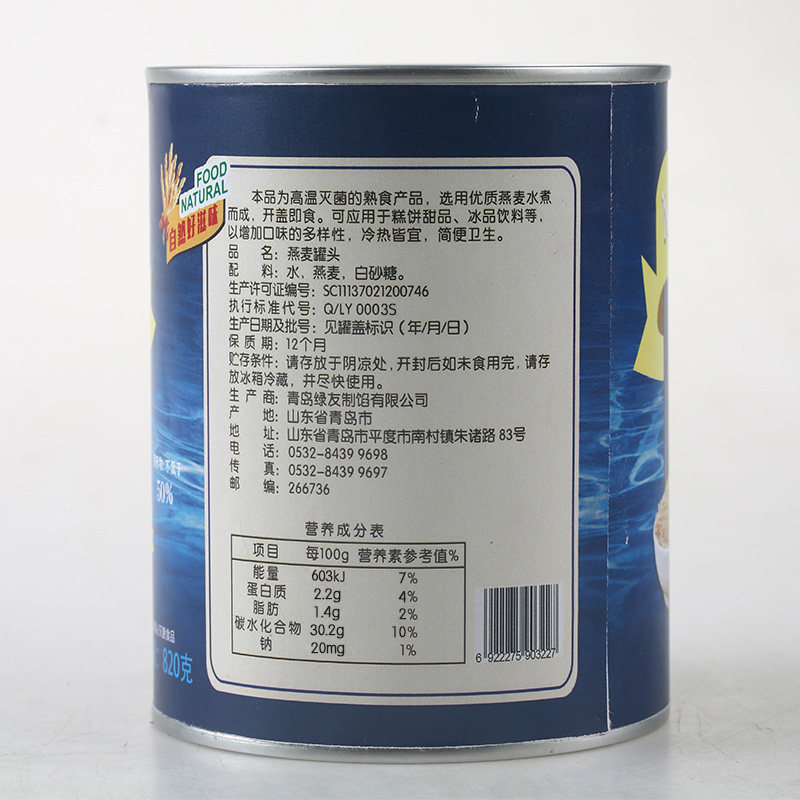 FOOD
NATURAL
自熟好滋味
本品为高温灭菌的熟食产品，选用优质燕麦水煮
而成，开盖即食。可应用于糕饼甜品、冰品饮料等，
以增加口味的多样性，冷热皆宜，简便卫生。
品 名：燕麦罐头
配 料：水，燕麦，白砂糖。
生产许可证编号：SC11137021200746
执行标准代号：Q/LY 0003S
生产日期及批号：见罐盖标识（年/月/日）
保 质 期：12个月
贮存条件：请存放于阴凉处，开封后如未食用完，请存
放冰箱冷藏，并尽快使用。
生 产 商：青岛绿友制馅有限公司
产 地：山东省青岛市
地 址：山东省青岛市平度市南村镇朱诸路 83号
电 话：0532-8439 9698
传 真：0532-8439 9697
邮 编：266736
营养成分表
项目 每100g 营养素参考值%
能量 603kJ 7%
蛋白质 2.2g 4%
脂肪 1.4g 2%
碳水化合物 30.2g 10%
钠 20mg 1%
6 922275 903227
不低于
50%
820克